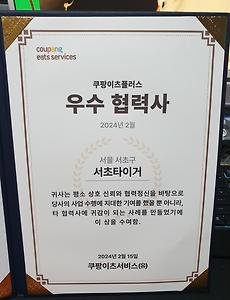 coupang
eats services
쿠팡이츠플러스
우수 협력사
2024년 2월
서울 서초구
서초타이거
귀사는 평소 상호 신뢰와 협력정신을 바탕으로
당사의 사업 수행에 지대한 기여를 했을 뿐 아니라,
타 협력사에 귀감이 되는 사례를 만들었기에
이 상을 수여함.
2024년 2월 15일
쿠팡이츠서비스(유)